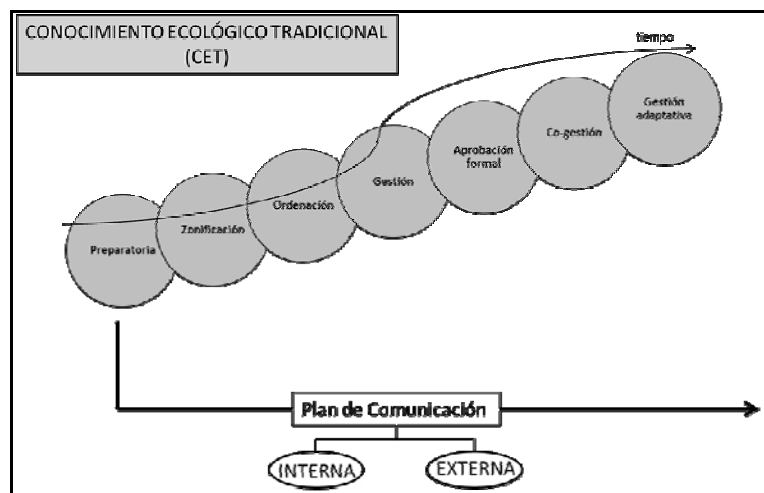 CONOCIMIENTO ECOLÓGICO TRADICIONAL
(CET)
tiempo
Preparatoria
Zonificación
Ordenación
Gestión
Aprobación
formal
Co-gestión
Gestión
adaptativa
Plan de Comunicación
INTERNA
EXTERNA